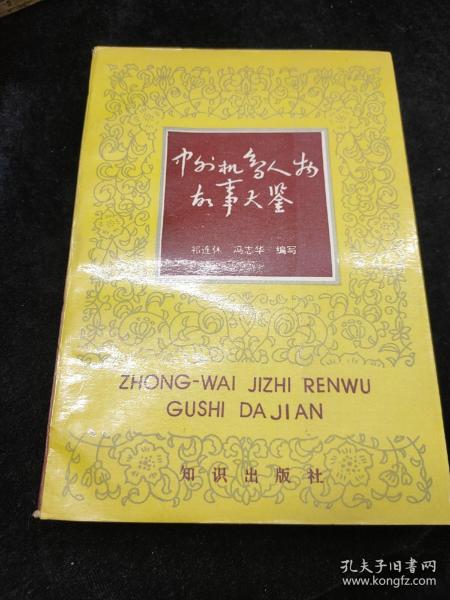 中外机智人物
故事大鉴
祁连休 冯志华 编写
ZHONG-WAI JIZHI RENWU
GUSHI DAJIAN
知识出版社
孔夫子旧书网
www.kongfz.com